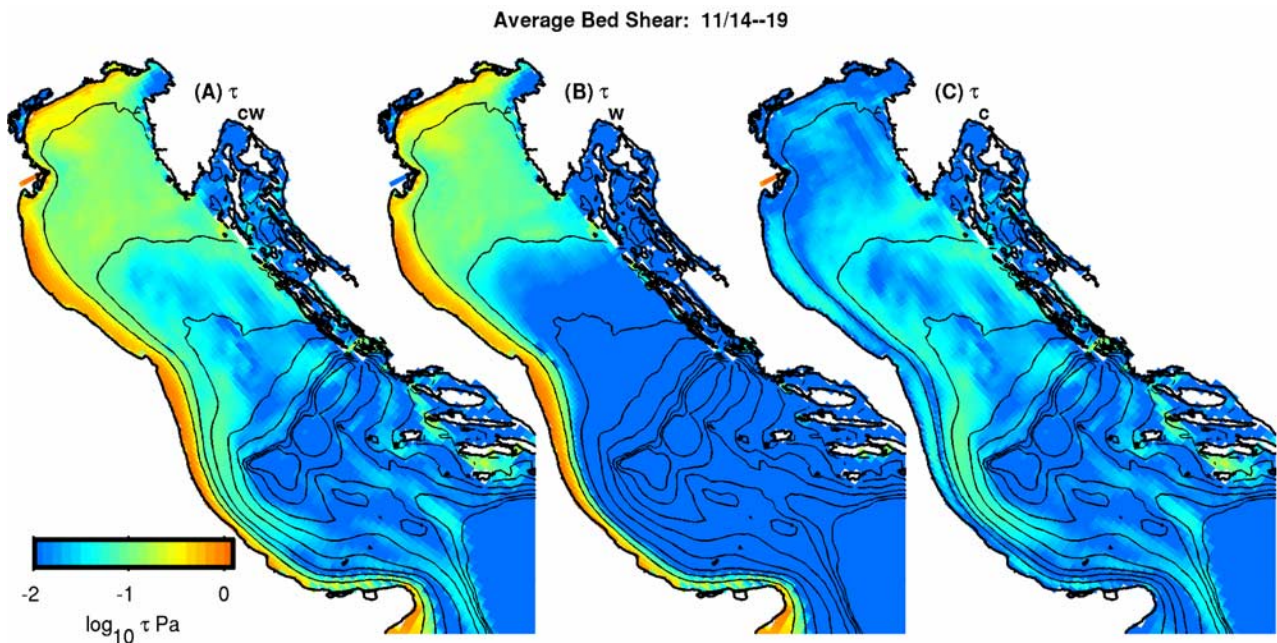 Average Bed Shear: 11/14--19
(A) τ cw
(B) τ w
(C) τ c
-2 -1 0
log10 τ Pa